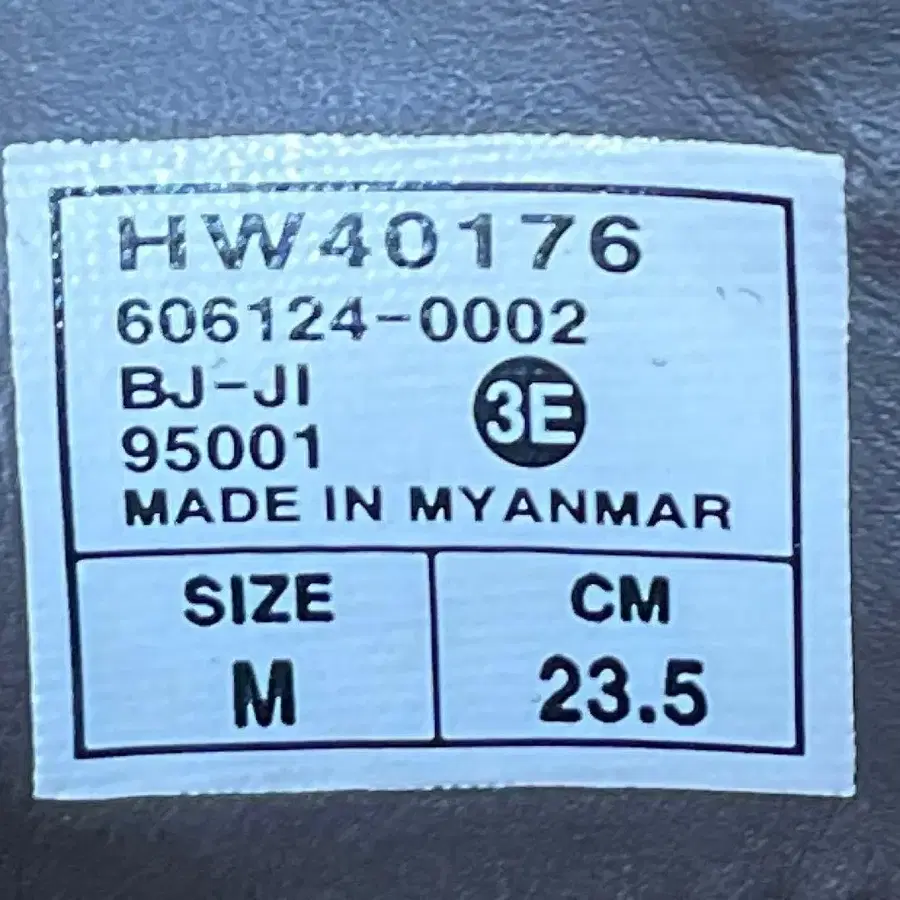 HW40176
606124-0002
BJ-JI
3E
95001
MADE IN MYANMAR
SIZE CM
M 23.5